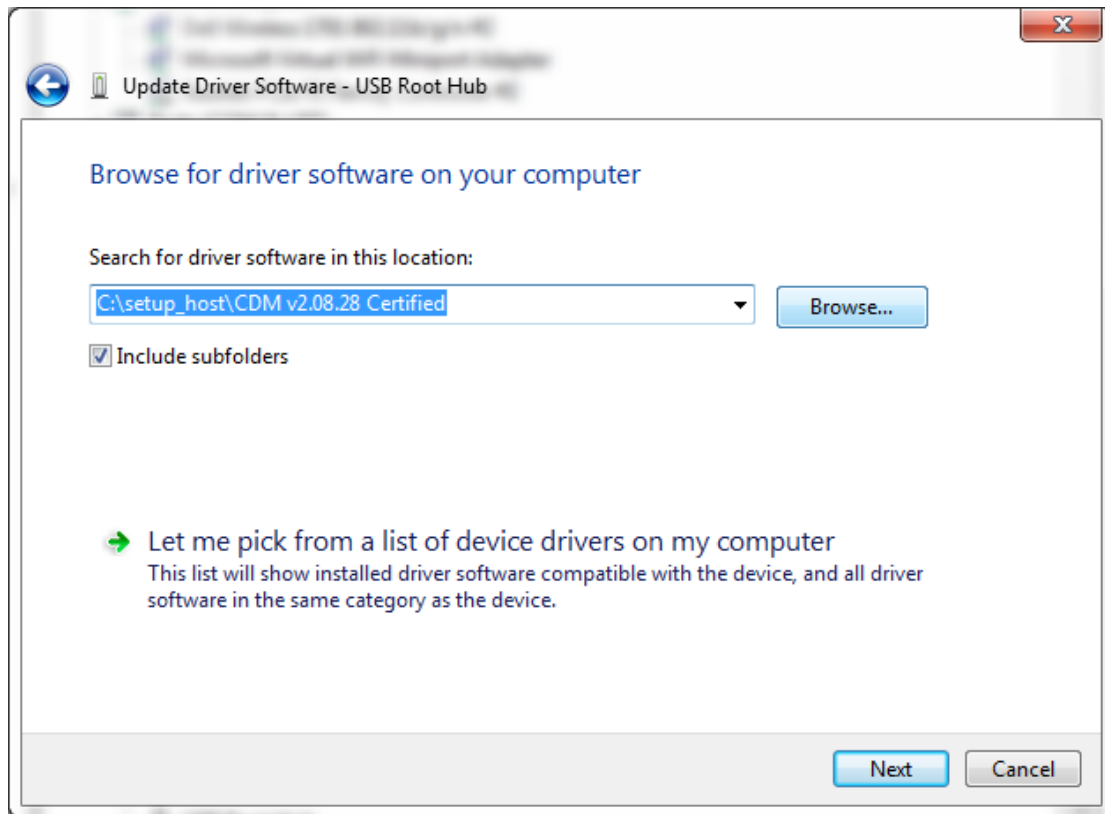 Update Driver Software - USB Root Hub
Browse for driver software on your computer
Search for driver software in this location:
C:\setup_host\CDM v2.08.28 Certified
Browse...
Include subfolders
Let me pick from a list of device drivers on my computer
This list will show installed driver software compatible with the device, and all driver
software in the same category as the device.
Next
Cancel